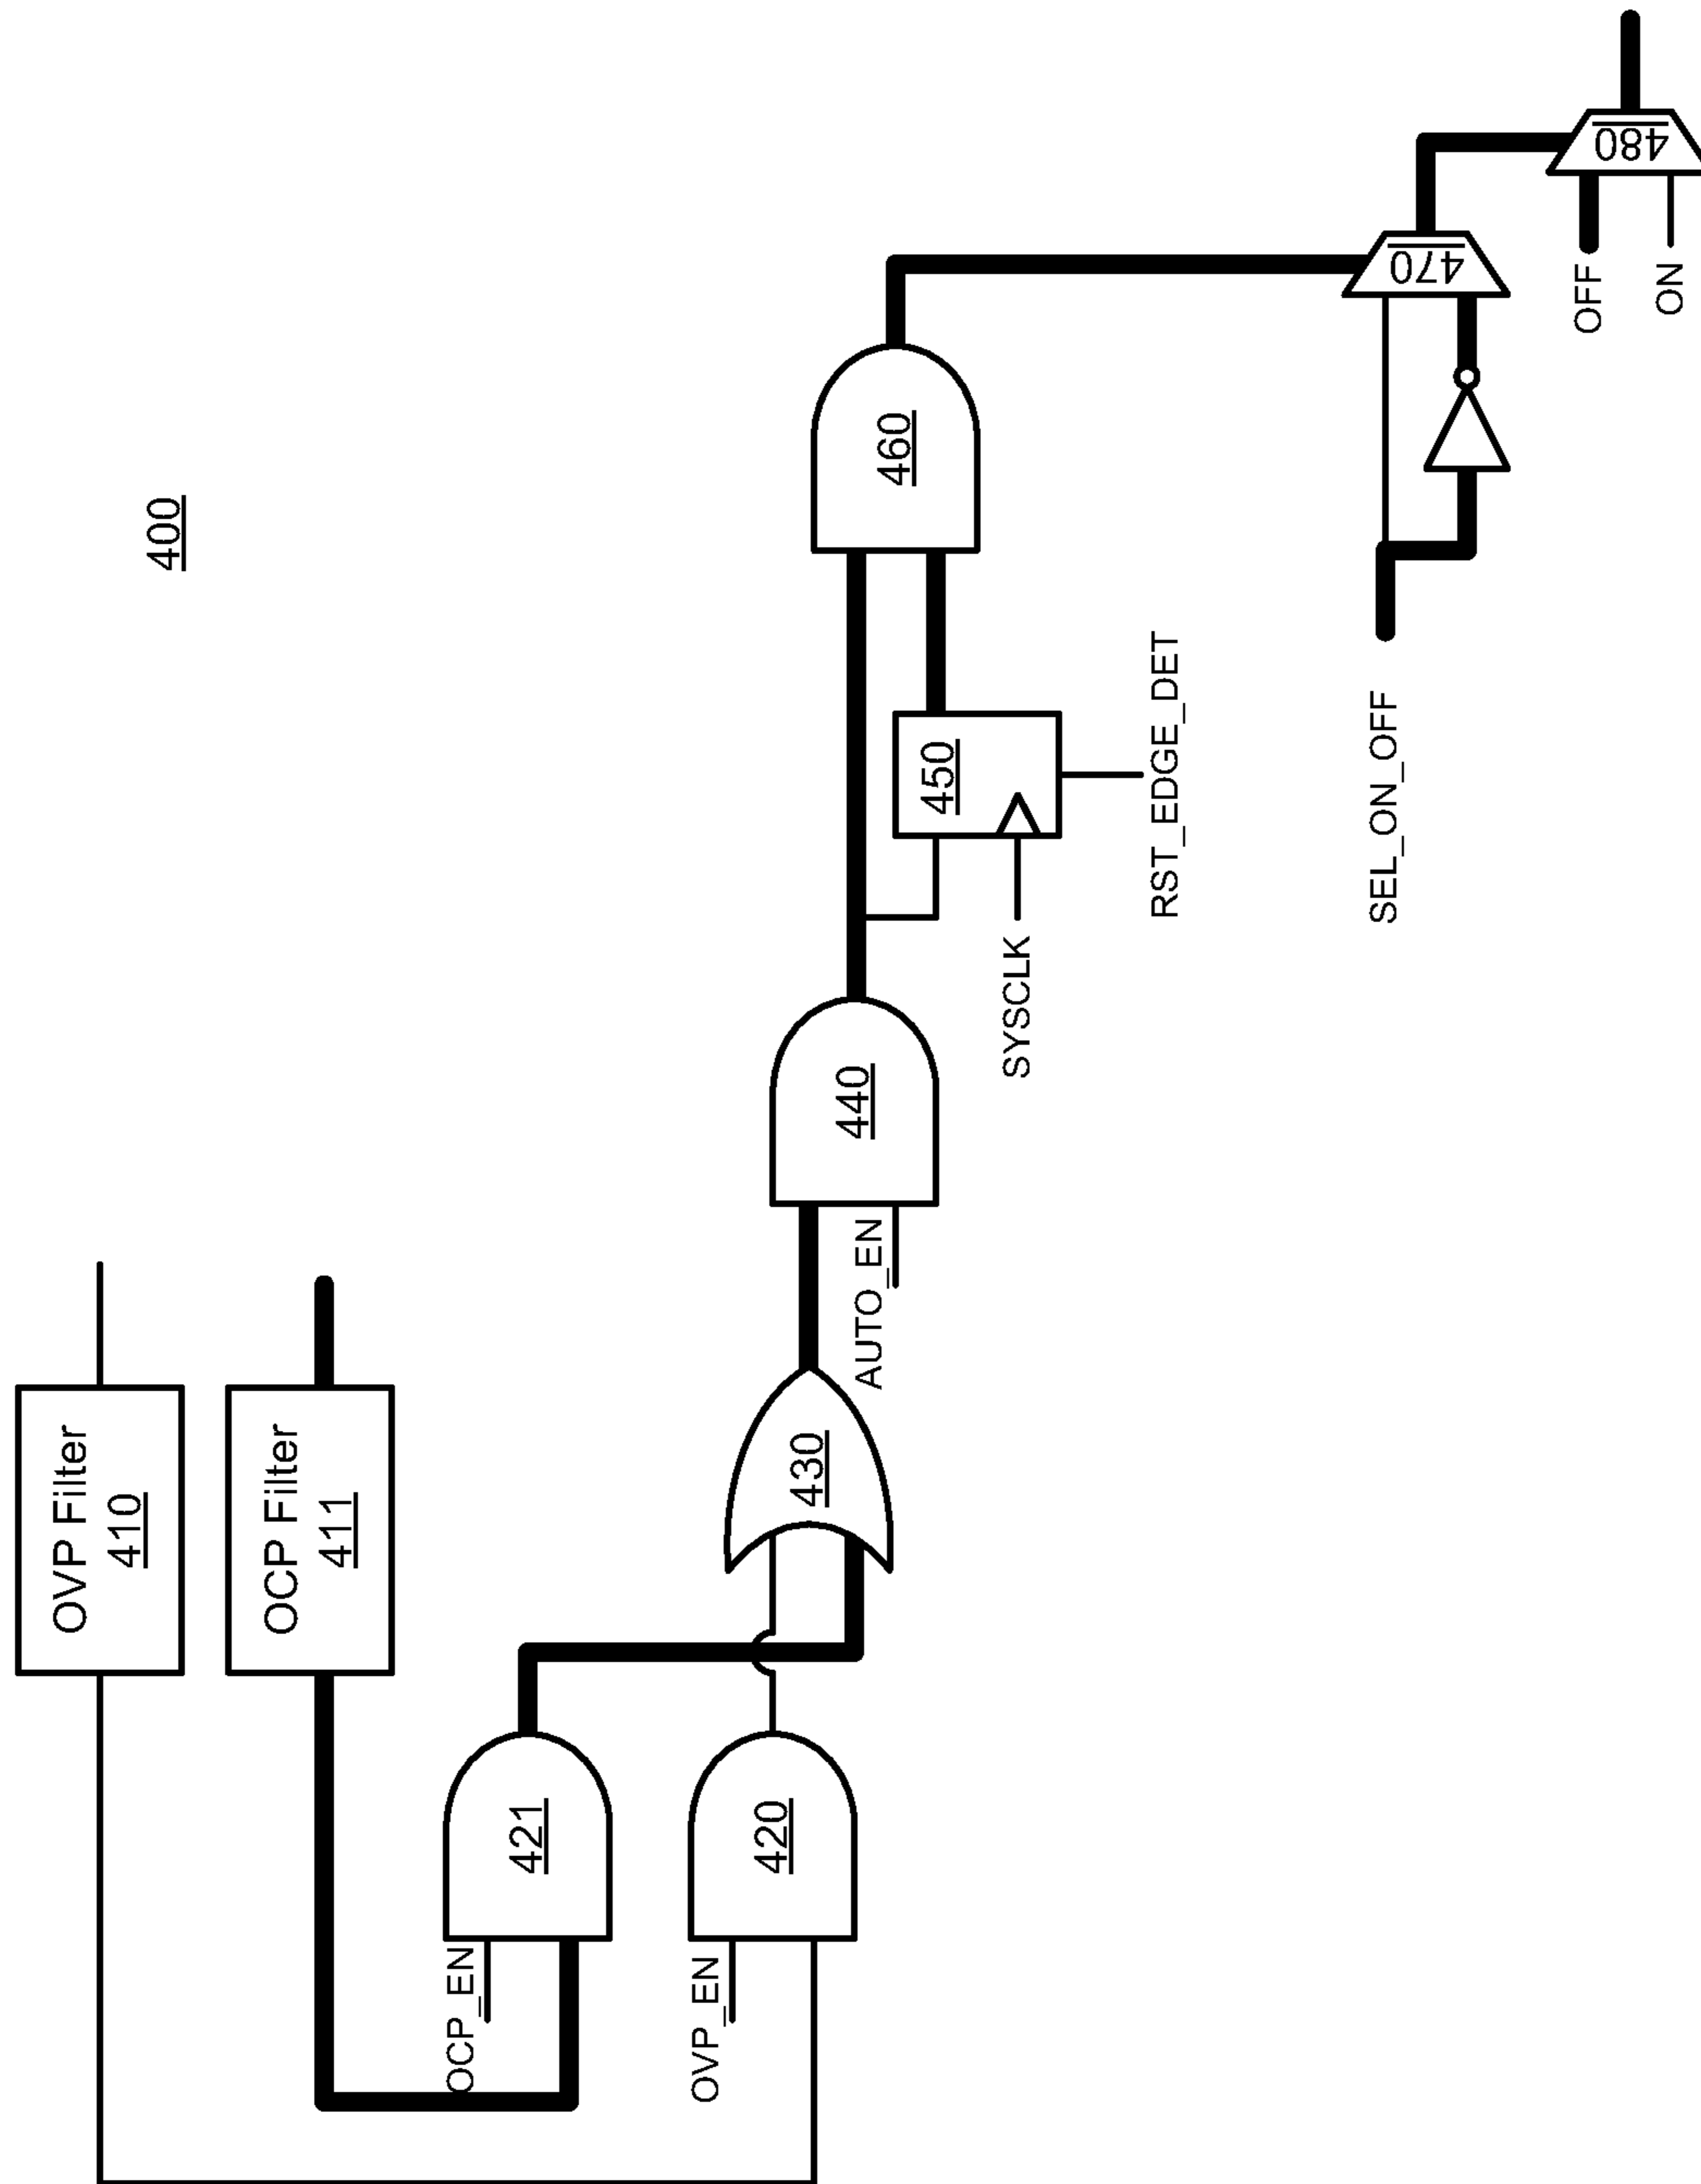 400
OVP Filter
410
OCP Filter
411
OCP_EN
421
OVP_EN
420
430
AUTO_EN
440
SYSCLK
450
RST_EDGE_DET
460
SEL_ON_OFF
470
OFF
ON
480